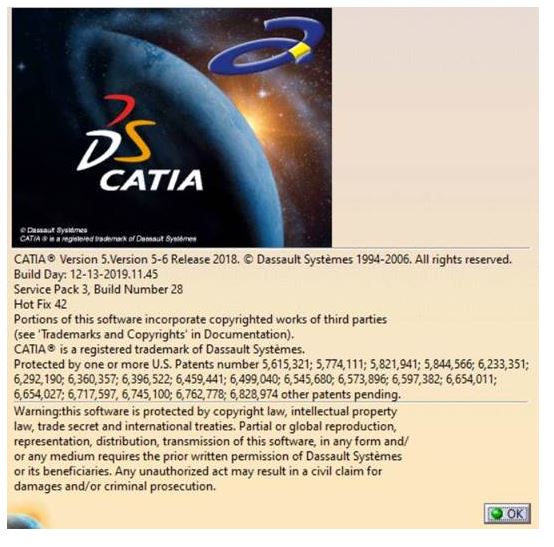 DS
CATIA
© Dassault Systèmes
CATIA ® is a registered trademark of Dassault Systèmes
CATIA® Version 5.Version 5-6 Release 2018. © Dassault Systèmes 1994-2006. All rights reserved.
Build Day: 12-13-2019.11.45
Service Pack 3, Build Number 28
Hot Fix 42
Portions of this software incorporate copyrighted works of third parties
(see 'Trademarks and Copyrights' in Documentation).
CATIA® is a registered trademark of Dassault Systèmes.
Protected by one or more U.S. Patents number 5,615,321; 5,774,111; 5,821,941; 5,844,566; 6,233,351;
6,292,190; 6,360,357; 6,396,522; 6,459,441; 6,499,040; 6,545,680; 6,573,896; 6,597,382; 6,654,011;
6,654,027; 6,717,597, 6,745,100; 6,762,778; 6,828,974 other patents pending.
Warning:this software is protected by copyright law, intellectual property
law, trade secret and international treaties. Partial or global reproduction,
representation, distribution, transmission of this software, in any form and/
or any medium requires the prior written permission of Dassault Systèmes
or its beneficiaries. Any unauthorized act may result in a civil claim for
damages and/or criminal prosecution.
OK